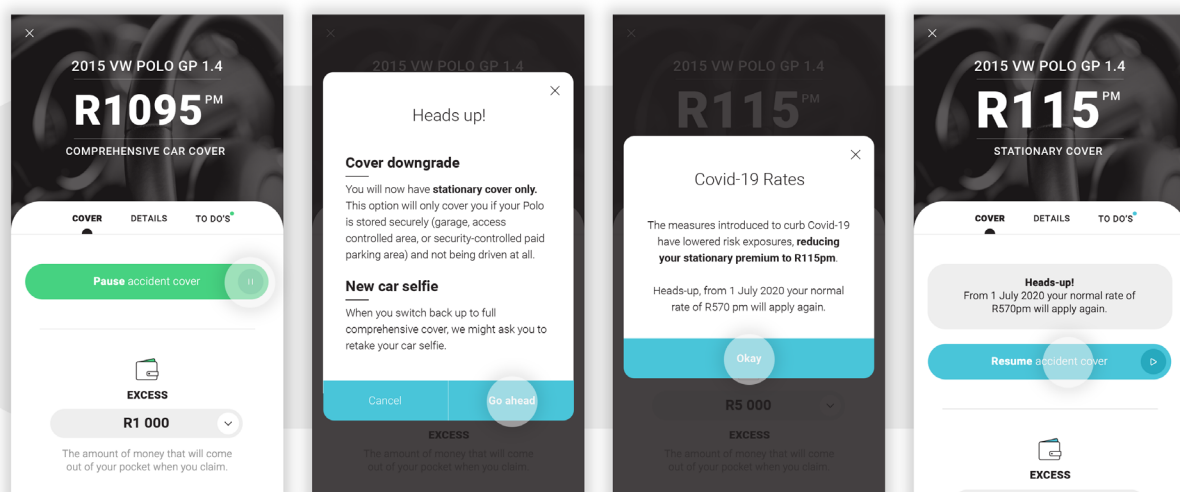 2015 VW POLO GP 1.4
R1095 PM
COMPREHENSIVE CAR COVER
COVER DETAILS TO DO'S
Pause accident cover
EXCESS
R1 000
The amount of money that will come
out of your pocket when you claim.
2015 VW POLO GP 1.4
Heads up!
Cover downgrade
You will now have stationary cover only.
This option will only cover you if your Polo
is stored securely (garage, access
controlled area, or security-controlled paid
parking area) and not being driven at all.
New car selfie
When you switch back up to full
comprehensive cover, we might ask you to
retake your car selfie.
Cancel Go ahead
EXCESS
The amount of money that will come
out of your pocket when you claim.
2015 VW POLO GP 1.4
R115 PM
Covid-19 Rates
The measures introduced to curb Covid-19
have lowered risk exposures, reducing
your stationary premium to R115pm.
Heads-up, from 1 July 2020 your normal
rate of R570 pm will apply again.
Okay
R5 000
EXCESS
The amount of money that will come
out of your pocket when you claim.
2015 VW POLO GP 1.4
R115 PM
STATIONARY COVER
COVER DETAILS TO DO'S
Heads-up!
From 1 July 2020 your normal rate of
R570pm will apply again.
Resume accident cover
EXCESS